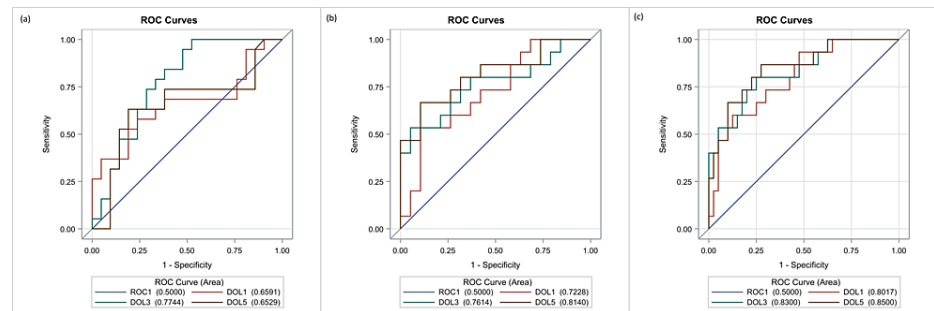 (a)
ROC Curves
1.00
0.75
0.50
0.25
0.00
Sensitivity
0.00 0.25 0.50 0.75 1.00
1 - Specificity
ROC Curve (Area)
ROC1 (0.5000) DOL1 (0.6591)
DOL3 (0.7744) DOL5 (0.6529)
(b)
ROC Curves
1.00
0.75
0.50
0.25
0.00
Sensitivity
0.00 0.25 0.50 0.75 1.00
1 - Specificity
ROC Curve (Area)
ROC1 (0.5000) DOL1 (0.7228)
DOL3 (0.7614) DOL5 (0.8140)
(c)
ROC Curves
1.00
0.75
0.50
0.25
0.00
Sensitivity
0.00 0.25 0.50 0.75 1.00
1 - Specificity
ROC Curve (Area)
ROC1 (0.5000) DOL1 (0.8017)
DOL3 (0.8300) DOL5 (0.8500)